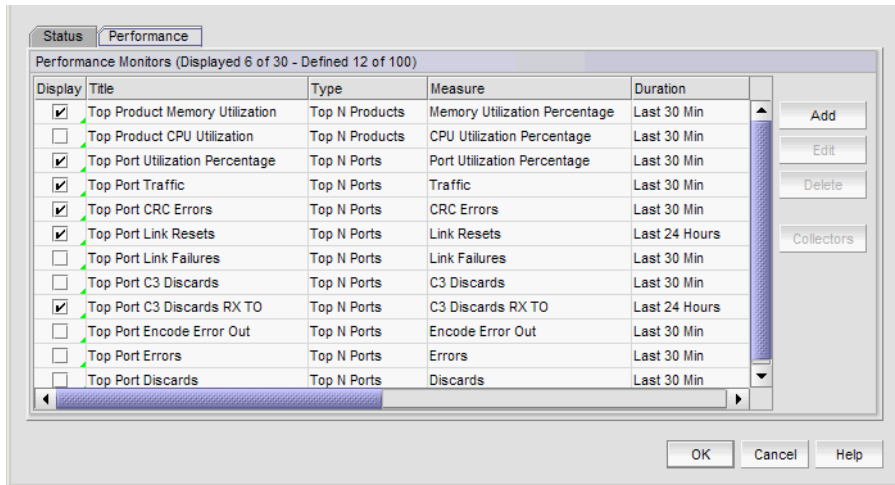 Status Performance
Performance Monitors (Displayed 6 of 30 - Defined 12 of 100)
Display Title Type Measure Duration
Top Product Memory Utilization Top N Products Memory Utilization Percentage Last 30 Min
Top Product CPU Utilization Top N Products CPU Utilization Percentage Last 30 Min
Top Port Utilization Percentage Top N Ports Port Utilization Percentage Last 30 Min
Top Port Traffic Top N Ports Traffic Last 30 Min
Top Port CRC Errors Top N Ports CRC Errors Last 30 Min
Top Port Link Resets Top N Ports Link Resets Last 24 Hours
Top Port Link Failures Top N Ports Link Failures Last 30 Min
Top Port C3 Discards Top N Ports C3 Discards Last 30 Min
Top Port C3 Discards RX TO Top N Ports C3 Discards RX TO Last 24 Hours
Top Port Encode Error Out Top N Ports Encode Error Out Last 30 Min
Top Port Errors Top N Ports Errors Last 30 Min
Top Port Discards Top N Ports Discards Last 30 Min
Add
Edit
Delete
Collectors
OK Cancel Help